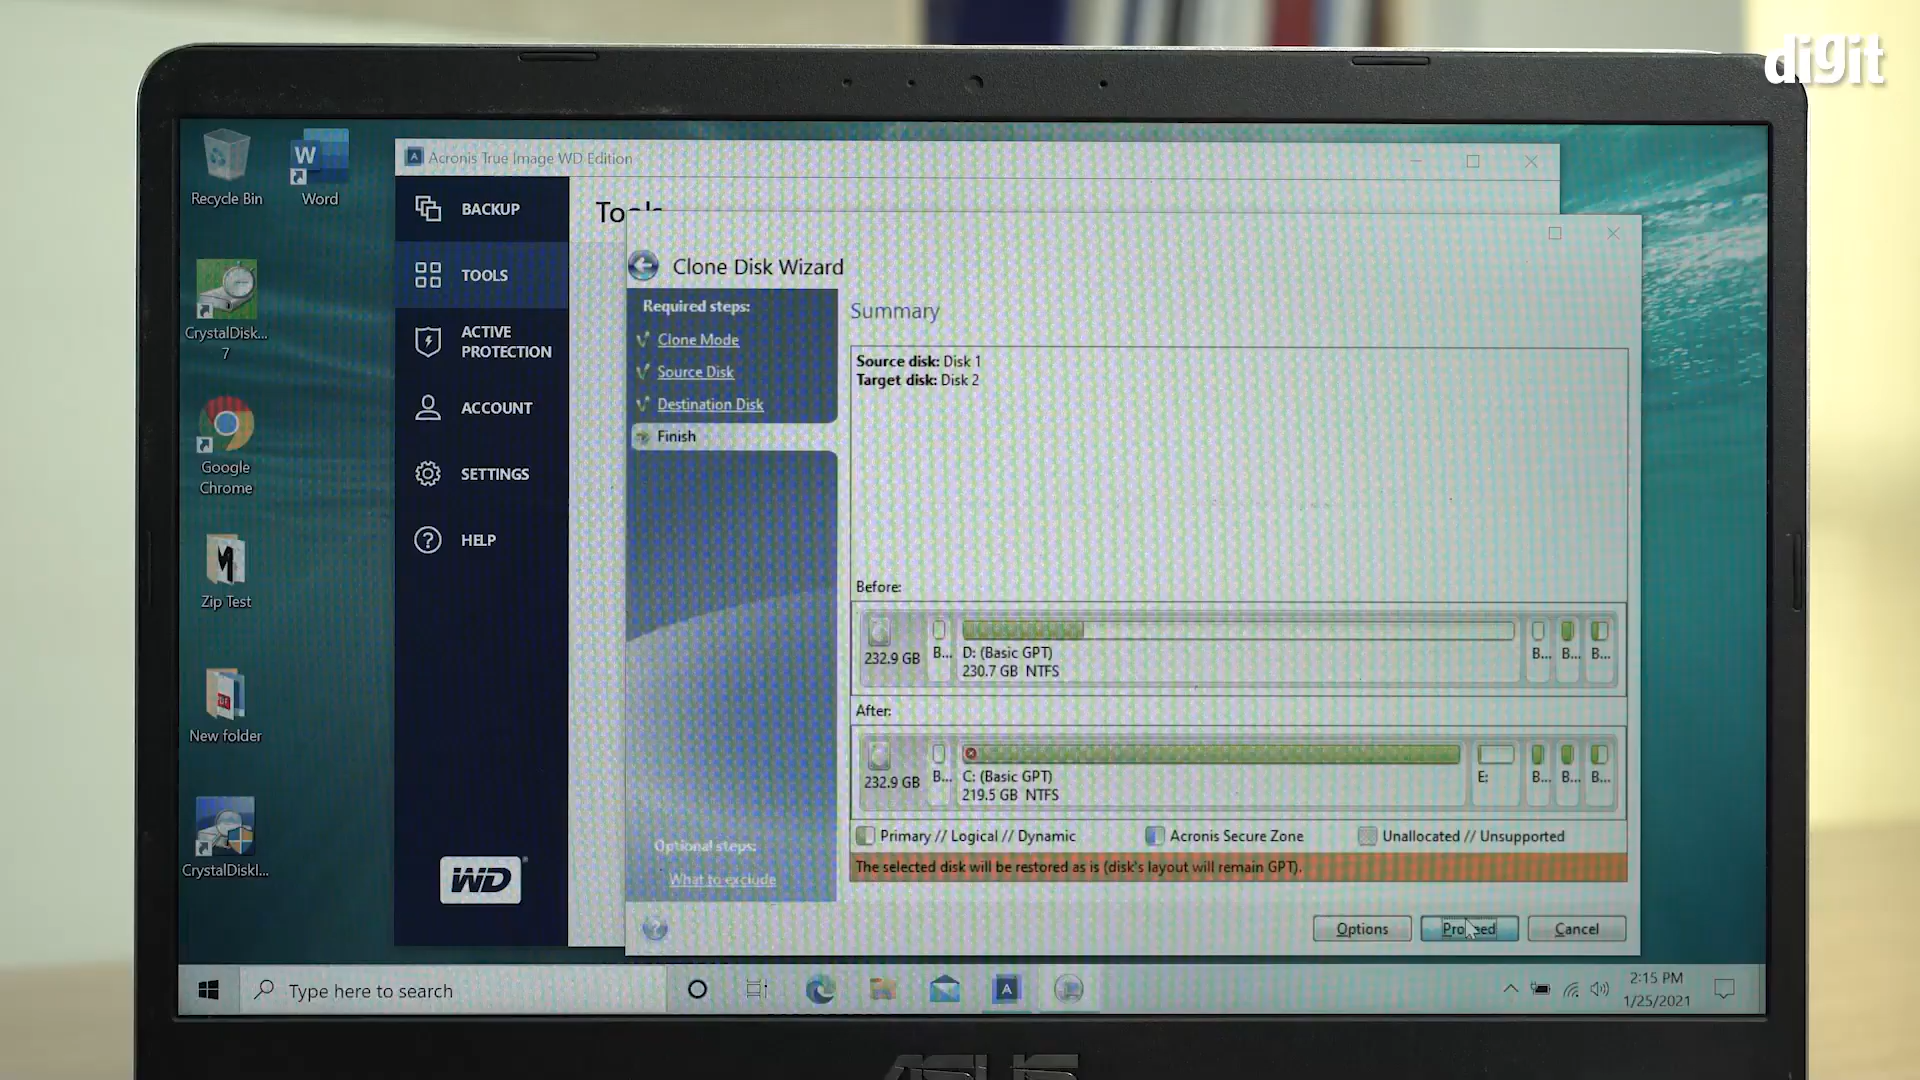 digit
Recycle Bin
Word
CrystalDisk...
7
Google
Chrome
Zip Test
New folder
CrystalDiskI...
Acronis True Image WD Edition
BACKUP
TOOLS
ACTIVE
PROTECTION
ACCOUNT
SETTINGS
HELP
WD
Tools
Clone Disk Wizard
Required steps:
Clone Mode
Source Disk
Destination Disk
Finish
Optional steps:
What to exclude
Summary
Source disk: Disk 1
Target disk: Disk 2
Before:
232.9 GB
B...
D: (Basic GPT)
230.7 GB NTFS
B... B... B...
After:
232.9 GB
B...
C: (Basic GPT)
219.5 GB NTFS
E:
B... B... B...
Primary // Logical // Dynamic
Acronis Secure Zone
Unallocated // Unsupported
The selected disk will be restored as is (disk's layout will remain GPT).
Options
Proceed
Cancel
Type here to search
2:15 PM
1/25/2021
ASUS